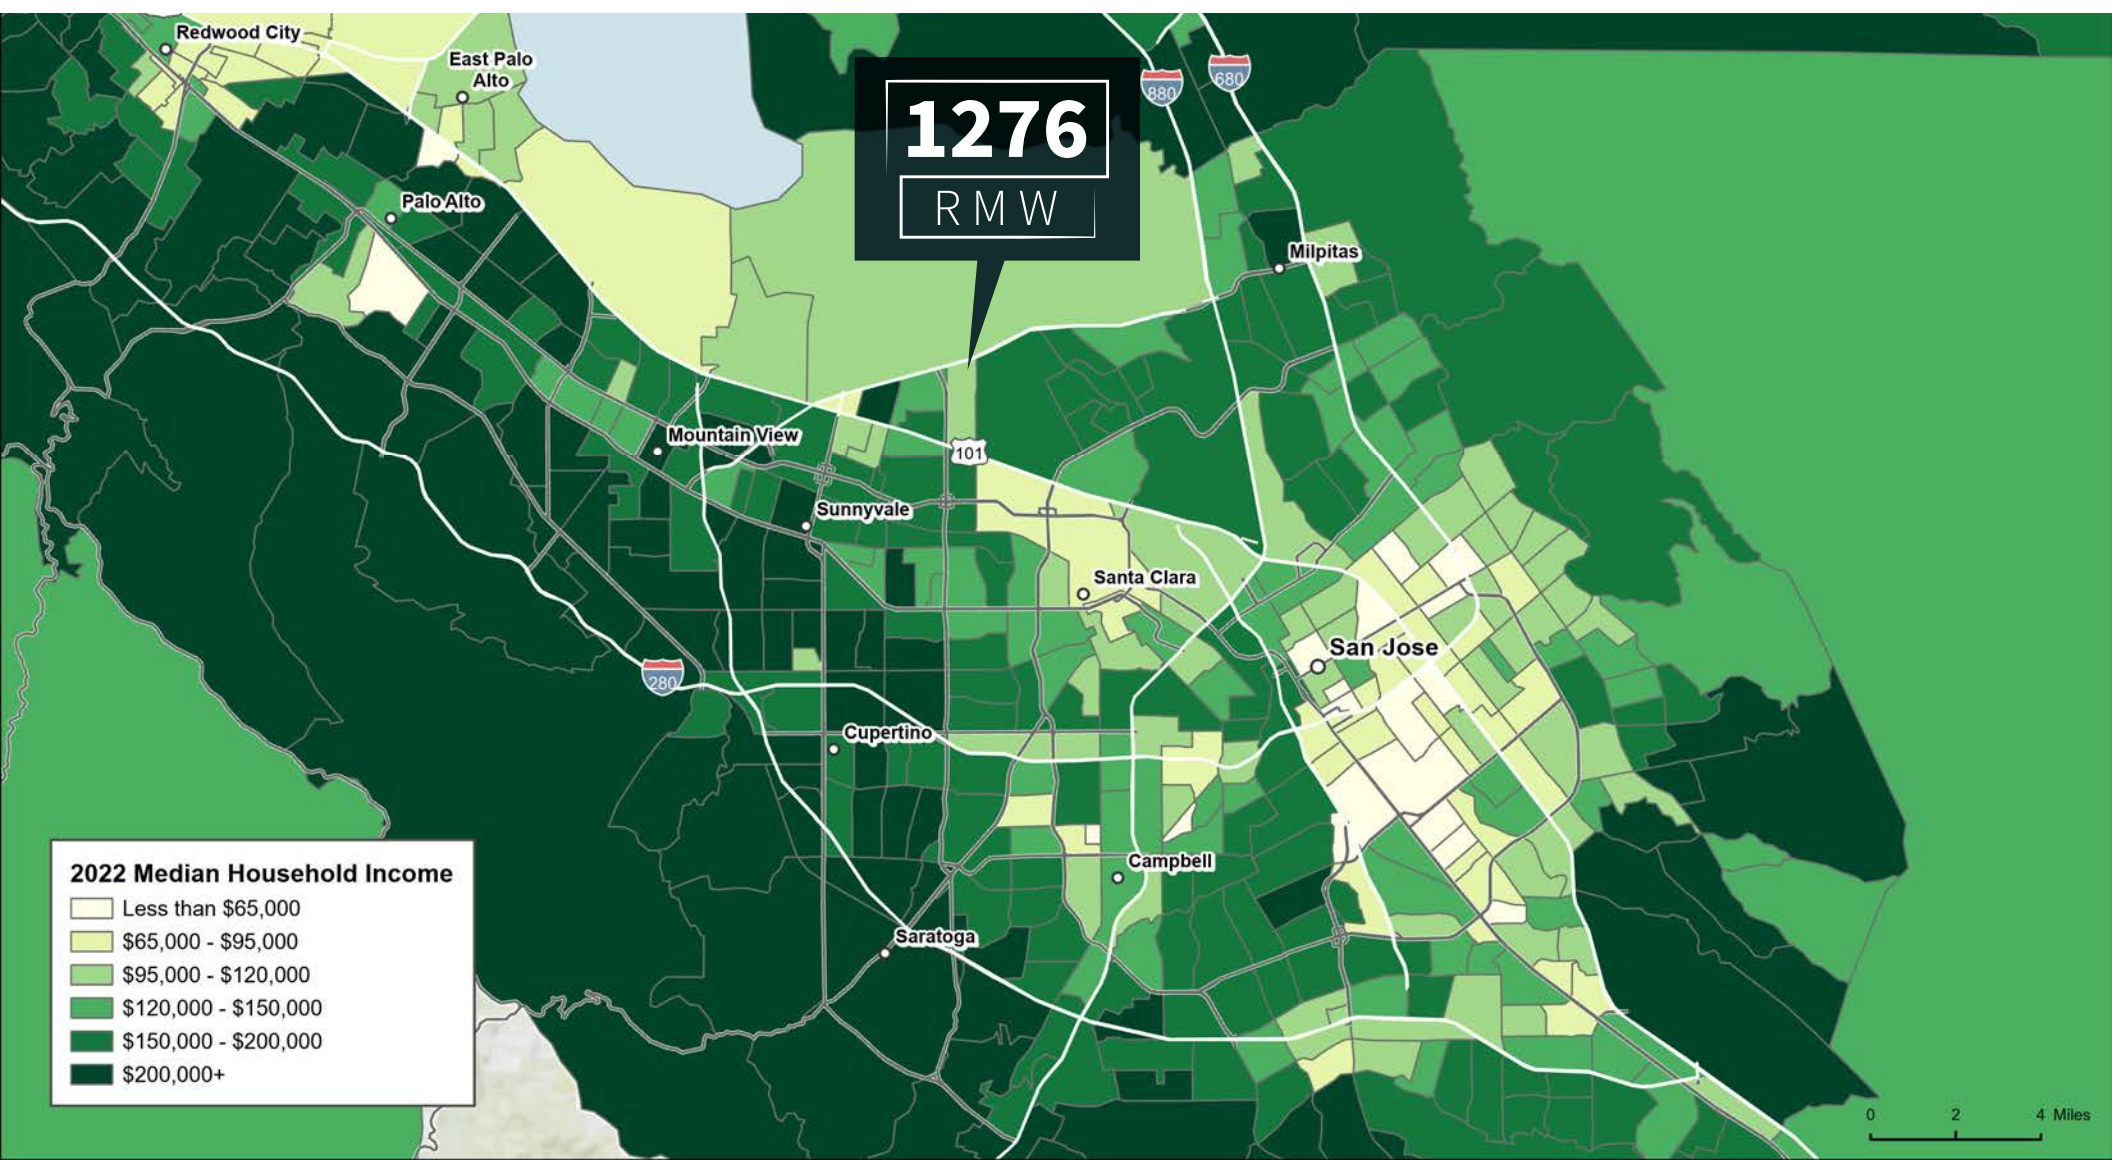 Redwood City
East Palo
Alto
880
680
1276
RMW
Palo Alto
Milpitas
Mountain View
101
Sunnyvale
Santa Clara
San Jose
280
Cupertino
Campbell
Saratoga
2022 Median Household Income
Less than $65,000
$65,000 - $95,000
$95,000 - $120,000
$120,000 - $150,000
$150,000 - $200,000
$200,000+
0 2 4 Miles